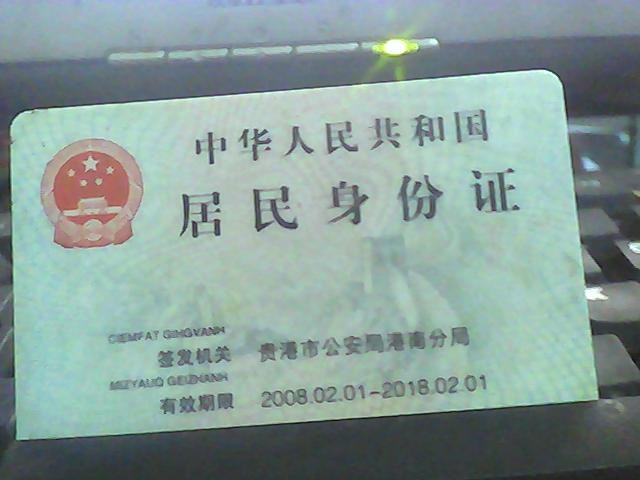 中华人民共和国
居民身份证
CIEMFAT GIHGVANH
签发机关 贵港市公安局港南分局
MIZYAUQ GEIZHANH
有效期限 2008.02.01-2018.02.01